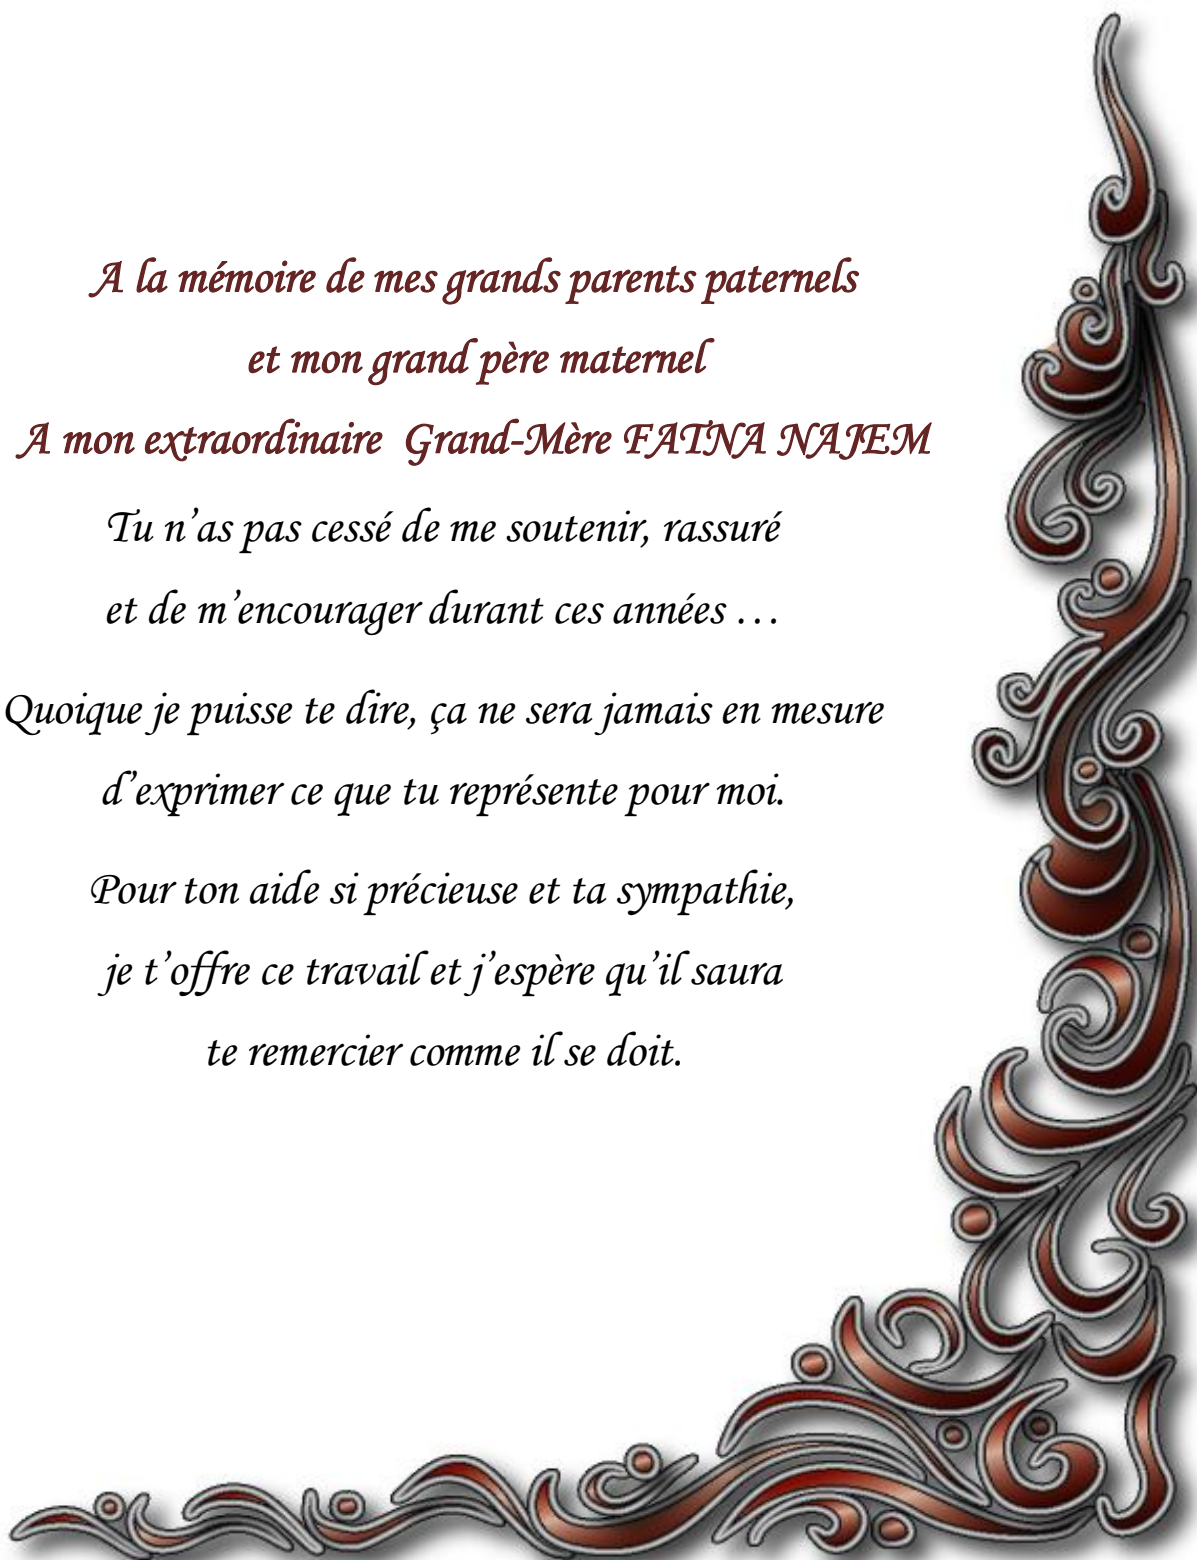 A la mémoire de mes grands parents paternels
et mon grand père maternel
A mon extraordinaire  Grand-Mère FATNA NAJEM
Tu n’as pas cessé de me soutenir, rassuré
et de m’encourager durant ces années …
Quoique je puisse te dire, ça ne sera jamais en mesure
d’exprimer ce que tu représente pour moi.
Pour ton aide si précieuse et ta sympathie,
je t’offre ce travail et j’espère qu’il saura
te remercier comme il se doit.